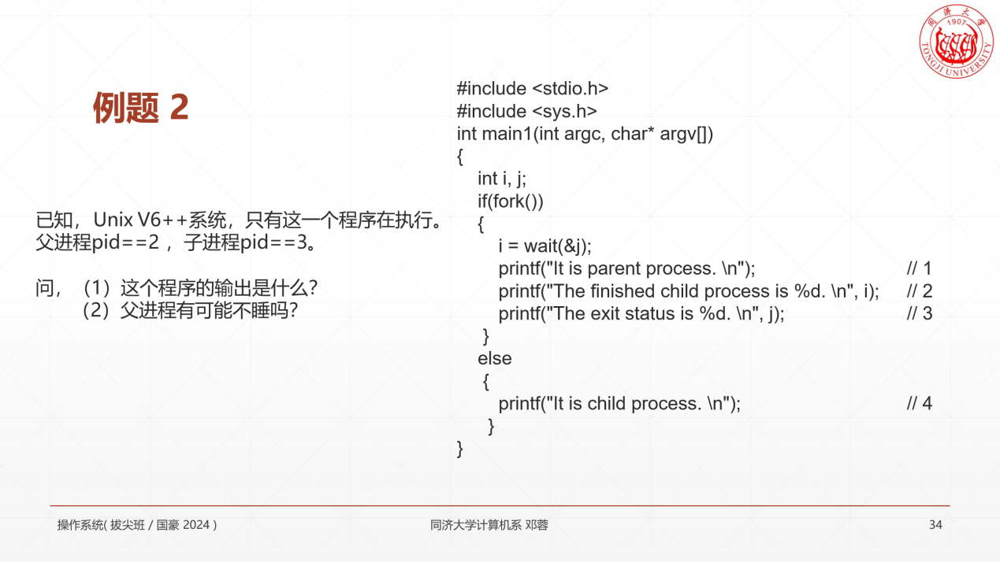 同济大学
1907
TONGJI UNIVERSITY
例题 2
已知，Unix V6++系统，只有这一个程序在执行。
父进程pid==2 ，子进程pid==3。
问，（1）这个程序的输出是什么？
（2）父进程有可能不睡吗？
#include <stdio.h>
#include <sys.h>
int main1(int argc, char* argv[])
{
    int i, j;
    if(fork())
    {
        i = wait(&j);
        printf("It is parent process. \n");  // 1
        printf("The finished child process is %d. \n", i);  // 2
        printf("The exit status is %d. \n", j);  // 3
    }
    else
    {
        printf("It is child process. \n");  // 4
    }
}
操作系统( 拔尖班 / 国豪 2024 )
同济大学计算机系 邓蓉
34